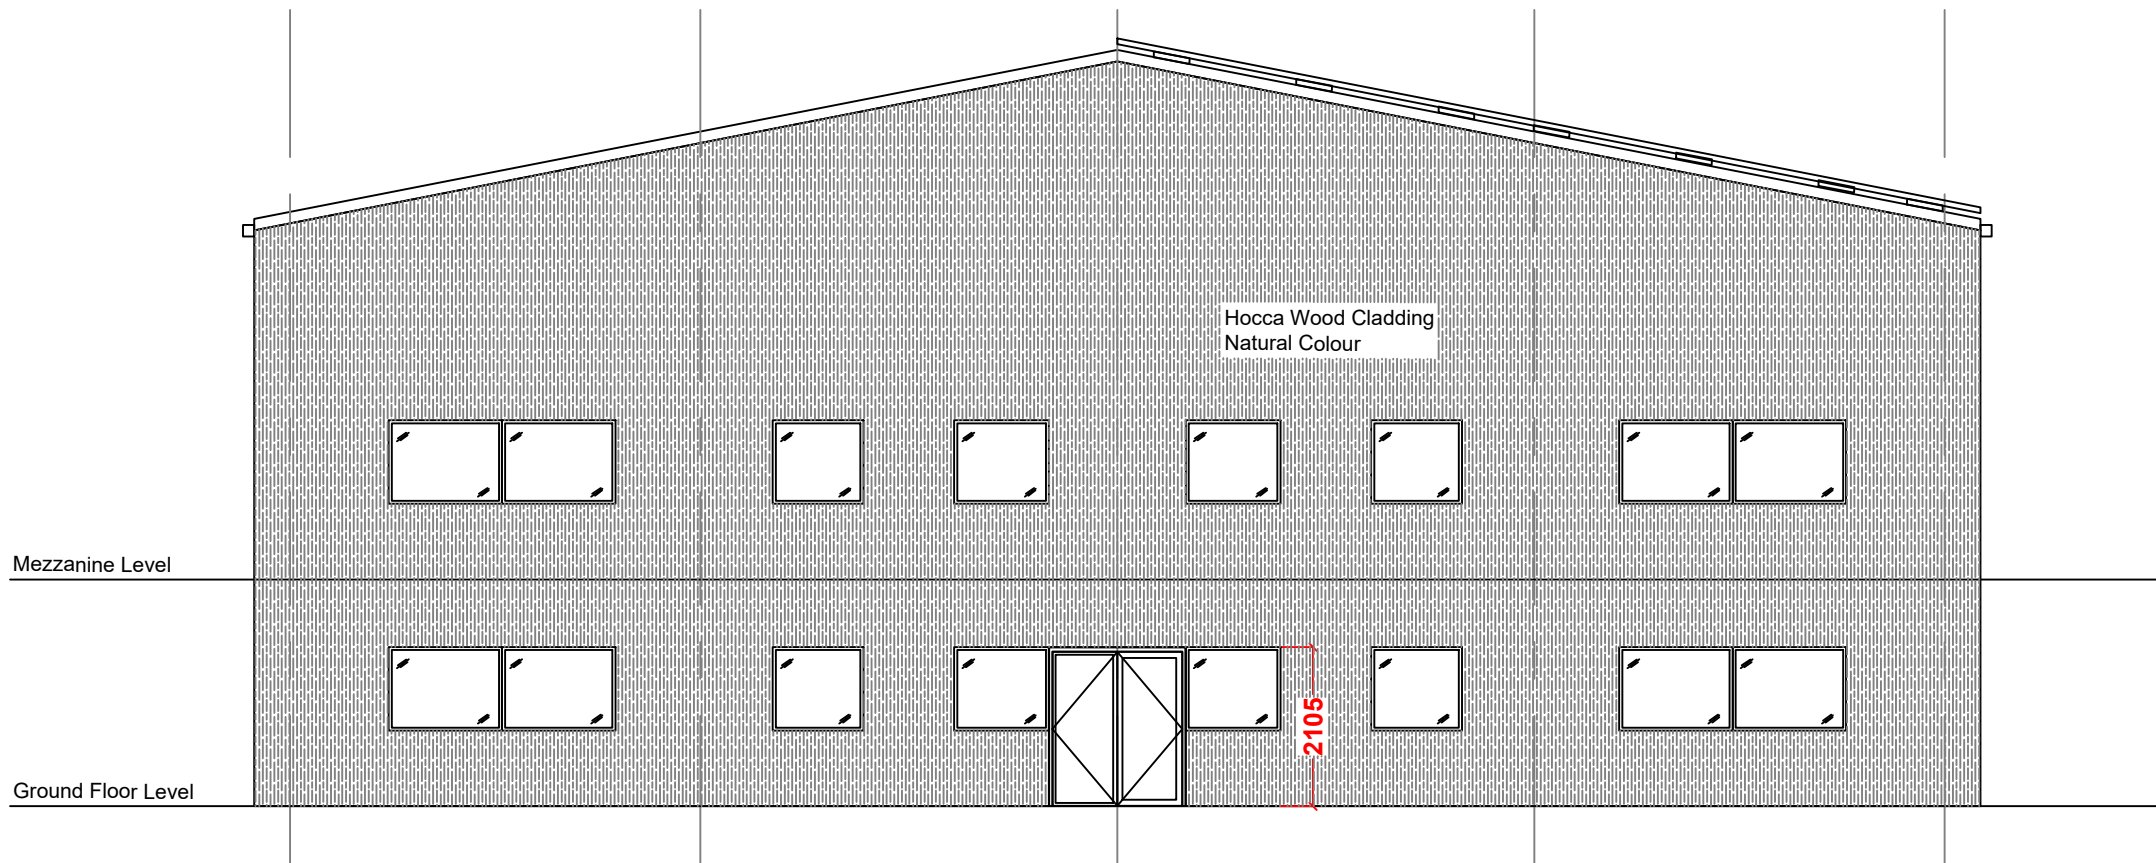 Hocca Wood Cladding
Natural Colour
Mezzanine Level
2105
Ground Floor Level